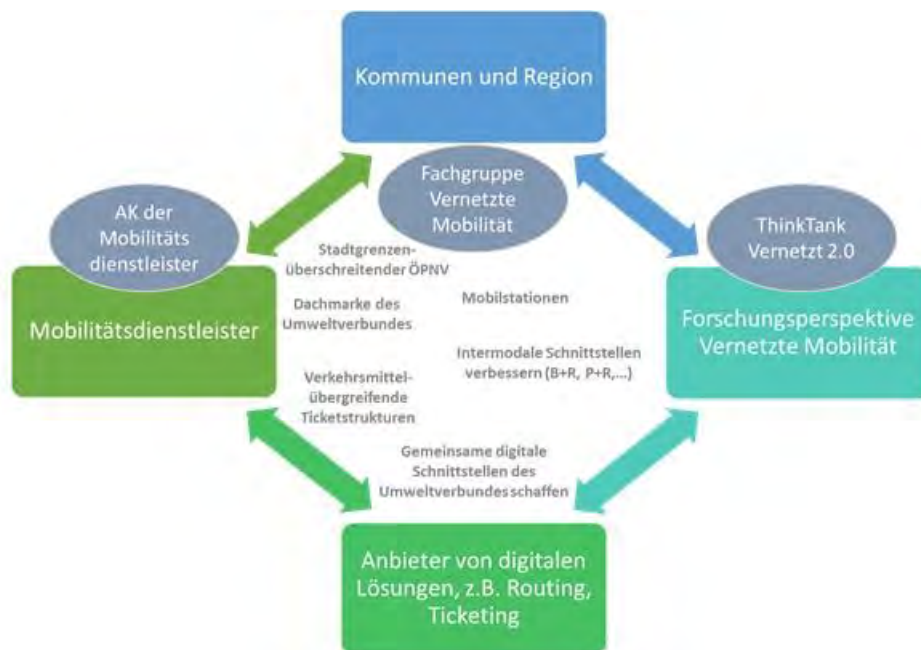 Kommunen und Region
Fachgruppe
Vernetzte
Mobilität
AK der
Mobilitäts
dienstleister
ThinkTank
Vernetzt 2.0
Stadtgrenzen-
überschreitender ÖPNV
Mobilitätsdienstleister
Dachmarke des
Umweltverbundes
Mobilstationen
Forschungsperspektive
Vernetzte Mobilität
Intermodale Schnittstellen
verbessern (B+R, P+R,...)
Verkehrsmittel-
übergreifende
Ticketstrukturen
Gemeinsame digitale
Schnittstellen des
Umweltverbundes schaffen
Anbieter von digitalen
Lösungen, z.B. Routing,
Ticketing